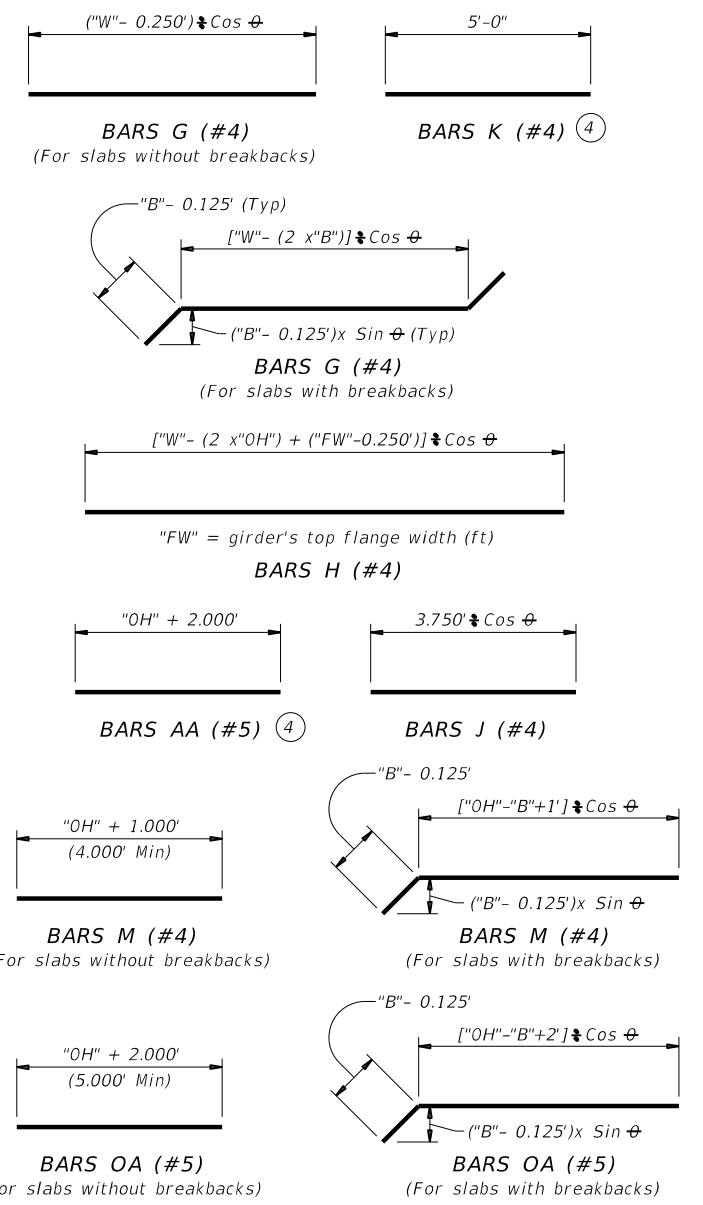 ("W"- 0.250') ÷ Cos θ
5'-0"
BARS G (#4)
BARS K (#4) 4
(For slabs without breakbacks)
"B"- 0.125' (Typ)
["W"- (2 x"B")] ÷ Cos θ
("B"- 0.125')x Sin θ (Typ)
BARS G (#4)
(For slabs with breakbacks)
["W"- (2 x"OH") + ("FW"-0.250')] ÷ Cos θ
"FW" = girder's top flange width (ft)
BARS H (#4)
"OH" + 2.000'
3.750' ÷ Cos θ
BARS AA (#5) 4
BARS J (#4)
"B"- 0.125'
"OH" + 1.000'
(4.000' Min)
["OH"-"B"+1'] ÷ Cos θ
("B"- 0.125')x Sin θ
BARS M (#4)
For slabs without breakbacks)
BARS M (#4)
(For slabs with breakbacks)
"B"- 0.125'
"OH" + 2.000'
(5.000' Min)
["OH"-"B"+2'] ÷ Cos θ
("B"- 0.125')x Sin θ
BARS OA (#5)
or slabs without breakbacks)
BARS OA (#5)
(For slabs with breakbacks)